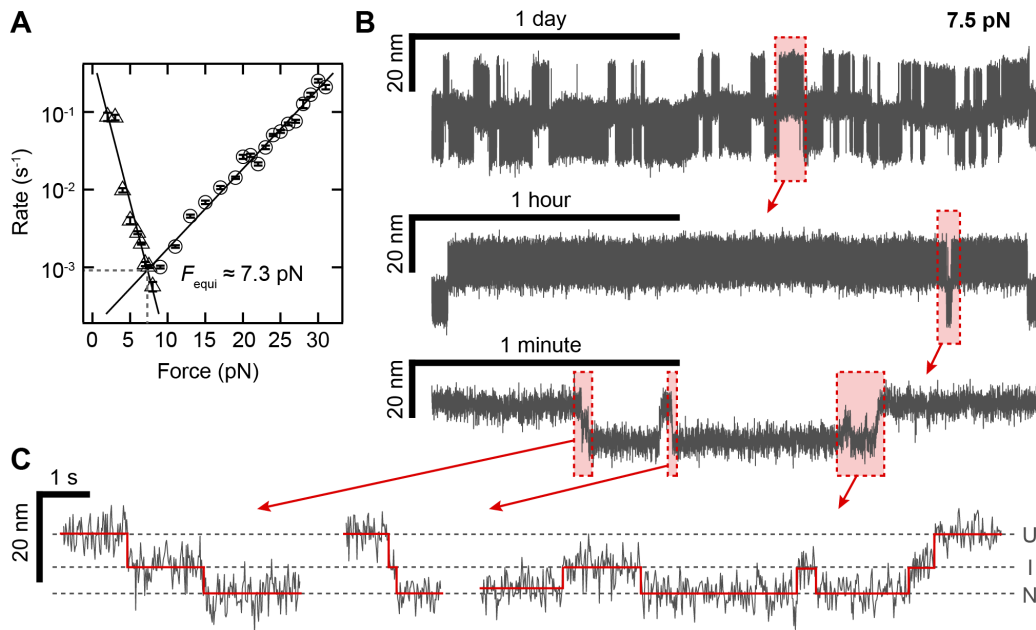 A
Rate (s⁻¹)
10⁻¹
10⁻²
10⁻³
F_equi ≈ 7.3 pN
0 5 10 15 20 25 30
Force (pN)
B
7.5 pN
1 day
20 nm
1 hour
20 nm
1 minute
20 nm
C
1 s
20 nm
U
I
N